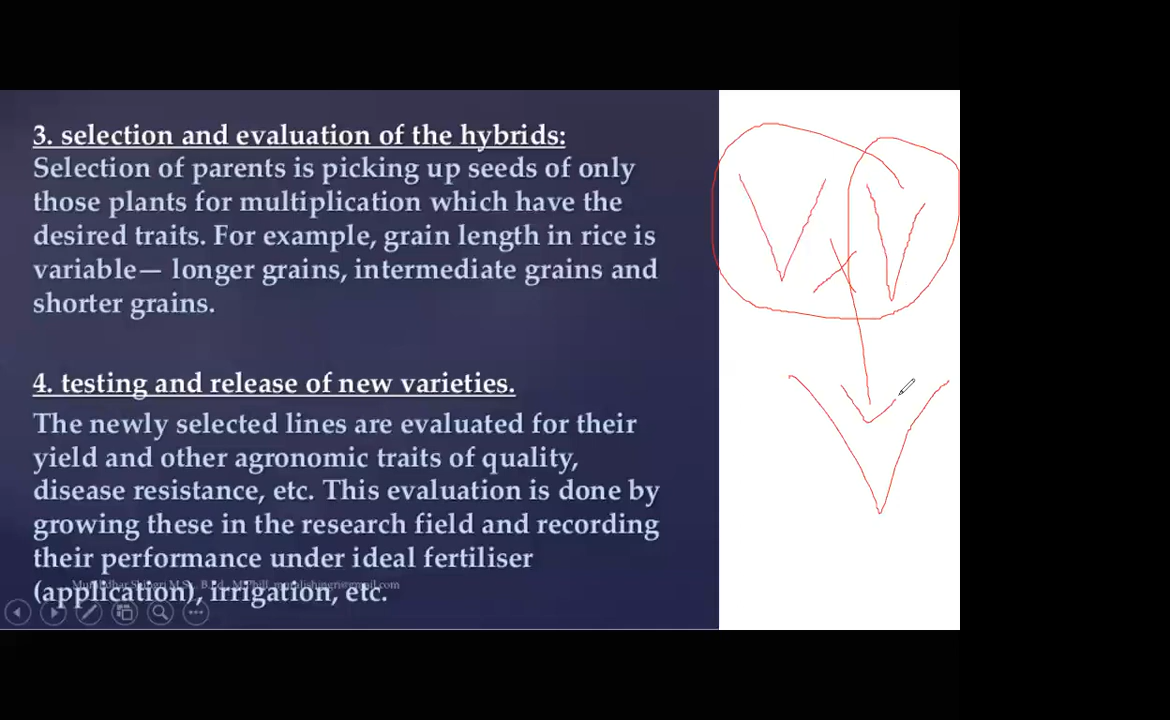 3. selection and evaluation of the hybrids:
Selection of parents is picking up seeds of only
those plants for multiplication which have the
desired traits. For example, grain length in rice is
variable— longer grains, intermediate grains and
shorter grains.
4. testing and release of new varieties.
The newly selected lines are evaluated for their
yield and other agronomic traits of quality,
disease resistance, etc. This evaluation is done by
growing these in the research field and recording
their performance under ideal fertiliser
(application), irrigation, etc.